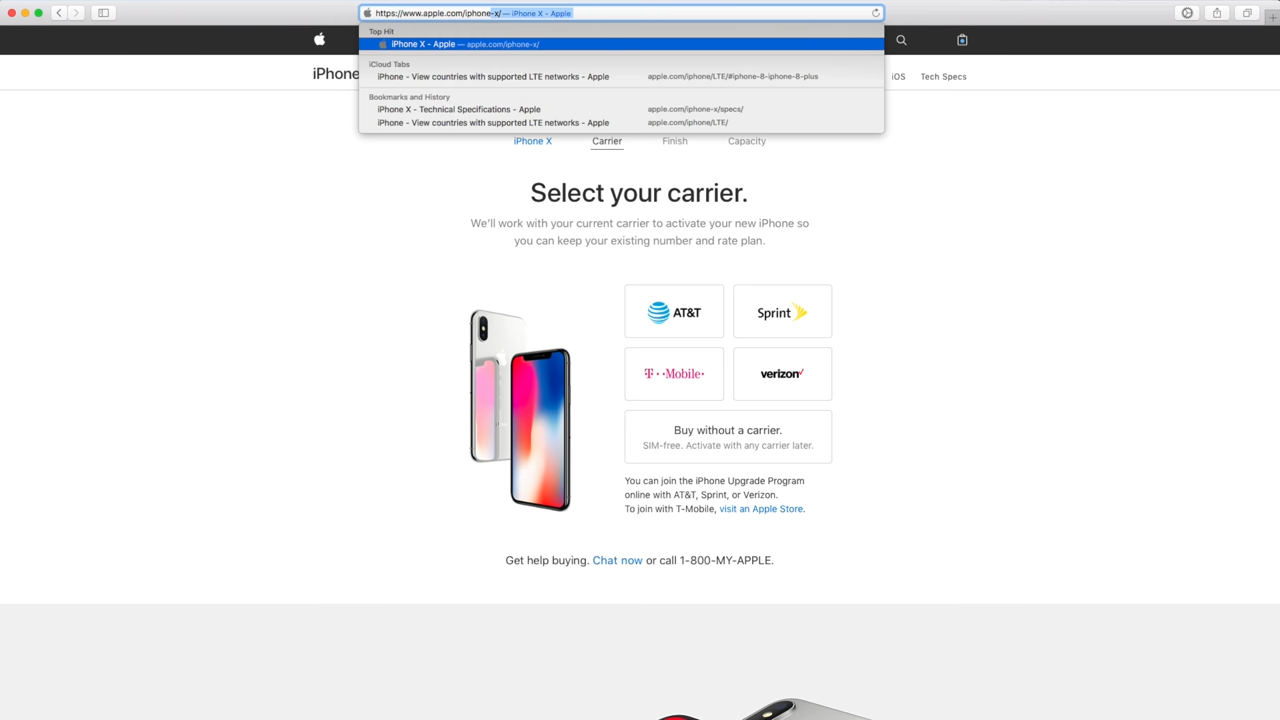 https://www.apple.com/iphone-x/ — iPhone X - Apple
Top Hit
iPhone X - Apple — apple.com/iphone-x/
iCloud Tabs
iPhone - View countries with supported LTE networks - Apple apple.com/iphone/LTE/#iphone-8-iphone-8-plus
Bookmarks and History
iPhone X - Technical Specifications - Apple apple.com/iphone-x/specs/
iPhone - View countries with supported LTE networks - Apple apple.com/iphone/LTE/
iPhone
iOS
Tech Specs
iPhone X
Carrier
Finish
Capacity
Select your carrier.
We'll work with your current carrier to activate your new iPhone so
you can keep your existing number and rate plan.
AT&T
Sprint
T··Mobile·
verizon✓
Buy without a carrier.
SIM-free. Activate with any carrier later.
You can join the iPhone Upgrade Program
online with AT&T, Sprint, or Verizon.
To join with T-Mobile, visit an Apple Store.
Get help buying. Chat now or call 1-800-MY-APPLE.